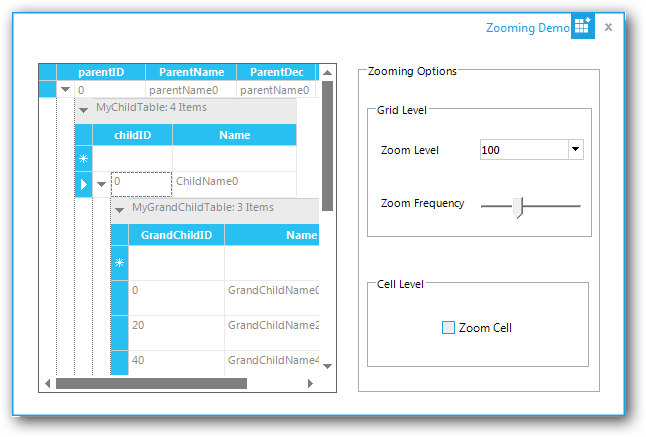 Zooming Demo
parentID ParentName ParentDec
0 parentName0 parentName0
MyChildTable: 4 Items
childID Name
0 ChildName0
MyGrandChildTable: 3 Items
GrandChildID Name
0 GrandChildName0
20 GrandChildName2
40 GrandChildName4
Zooming Options
Grid Level
Zoom Level 100
Zoom Frequency
Cell Level
Zoom Cell